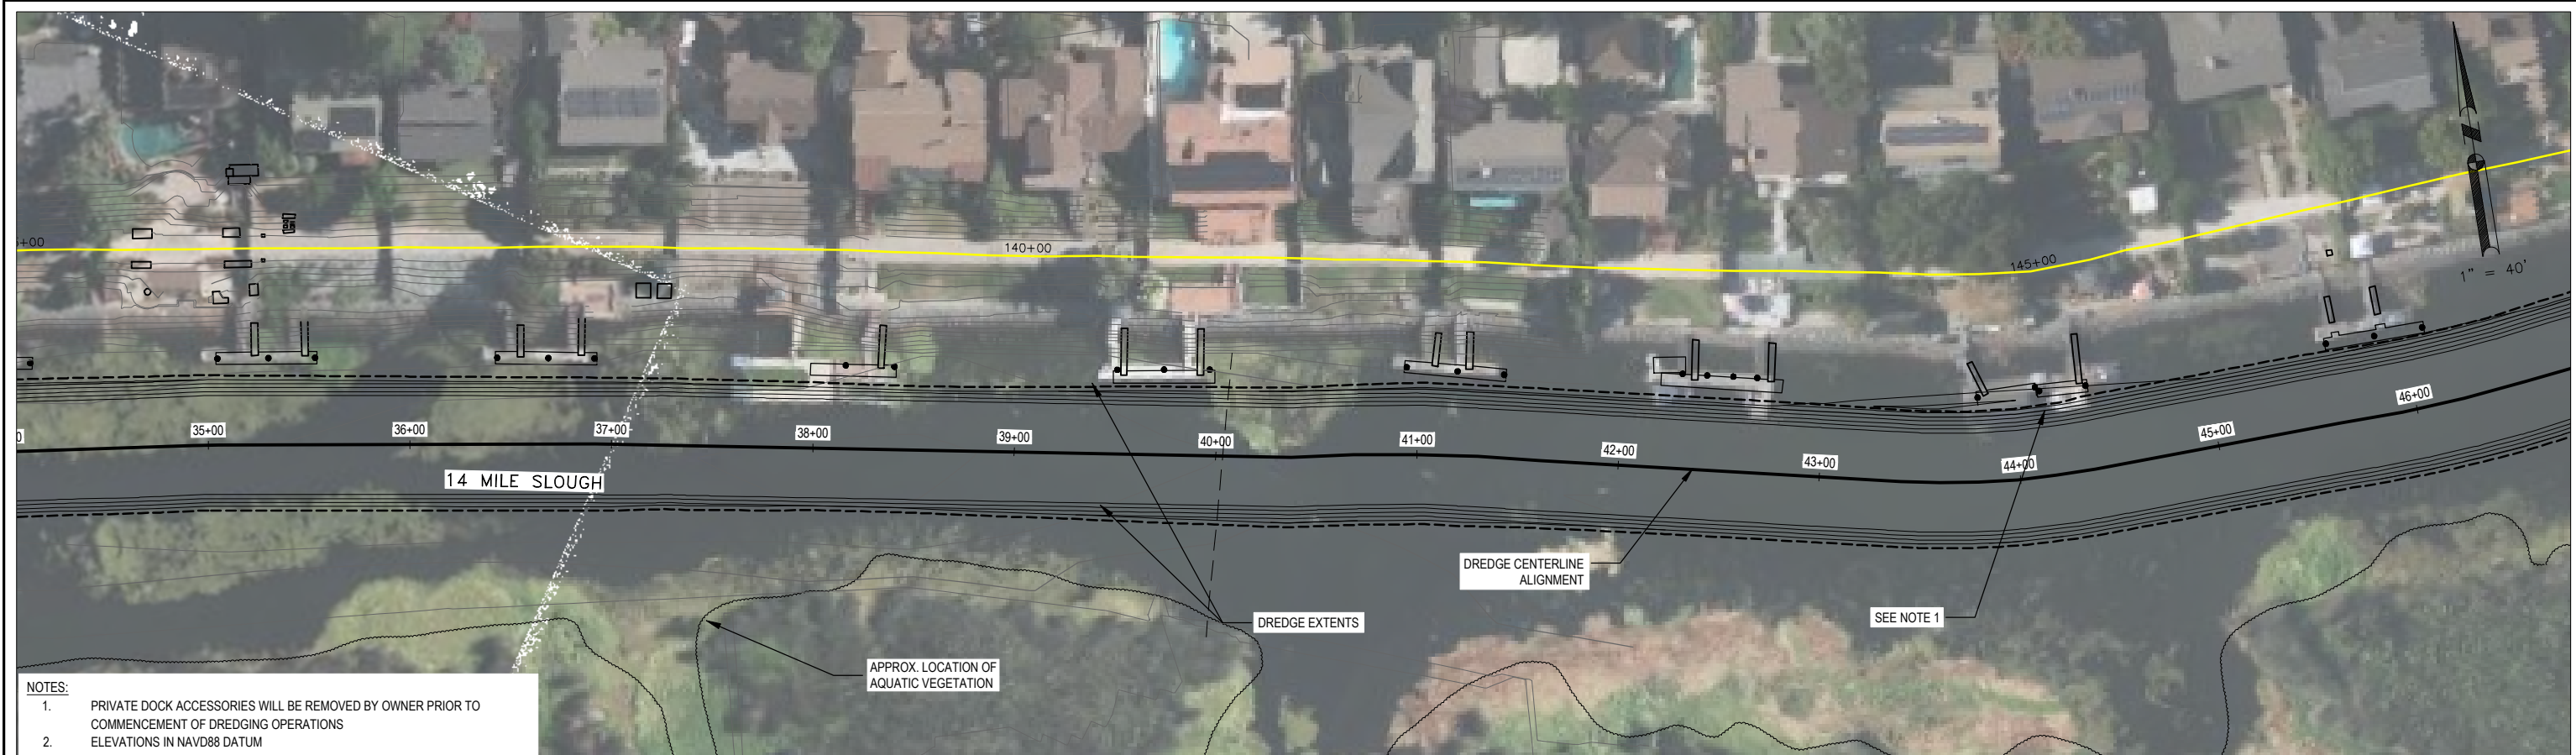 5+00
140+00
145+00
1" = 40'
0
35+00
36+00
37+00
38+00
39+00
40+00
41+00
42+00
43+00
44+00
45+00
46+00
14 MILE SLOUGH
DREDGE CENTERLINE
ALIGNMENT
DREDGE EXTENTS
SEE NOTE 1
APPROX. LOCATION OF
AQUATIC VEGETATION
NOTES:
1. PRIVATE DOCK ACCESSORIES WILL BE REMOVED BY OWNER PRIOR TO
COMMENCEMENT OF DREDGING OPERATIONS
2. ELEVATIONS IN NAVD88 DATUM